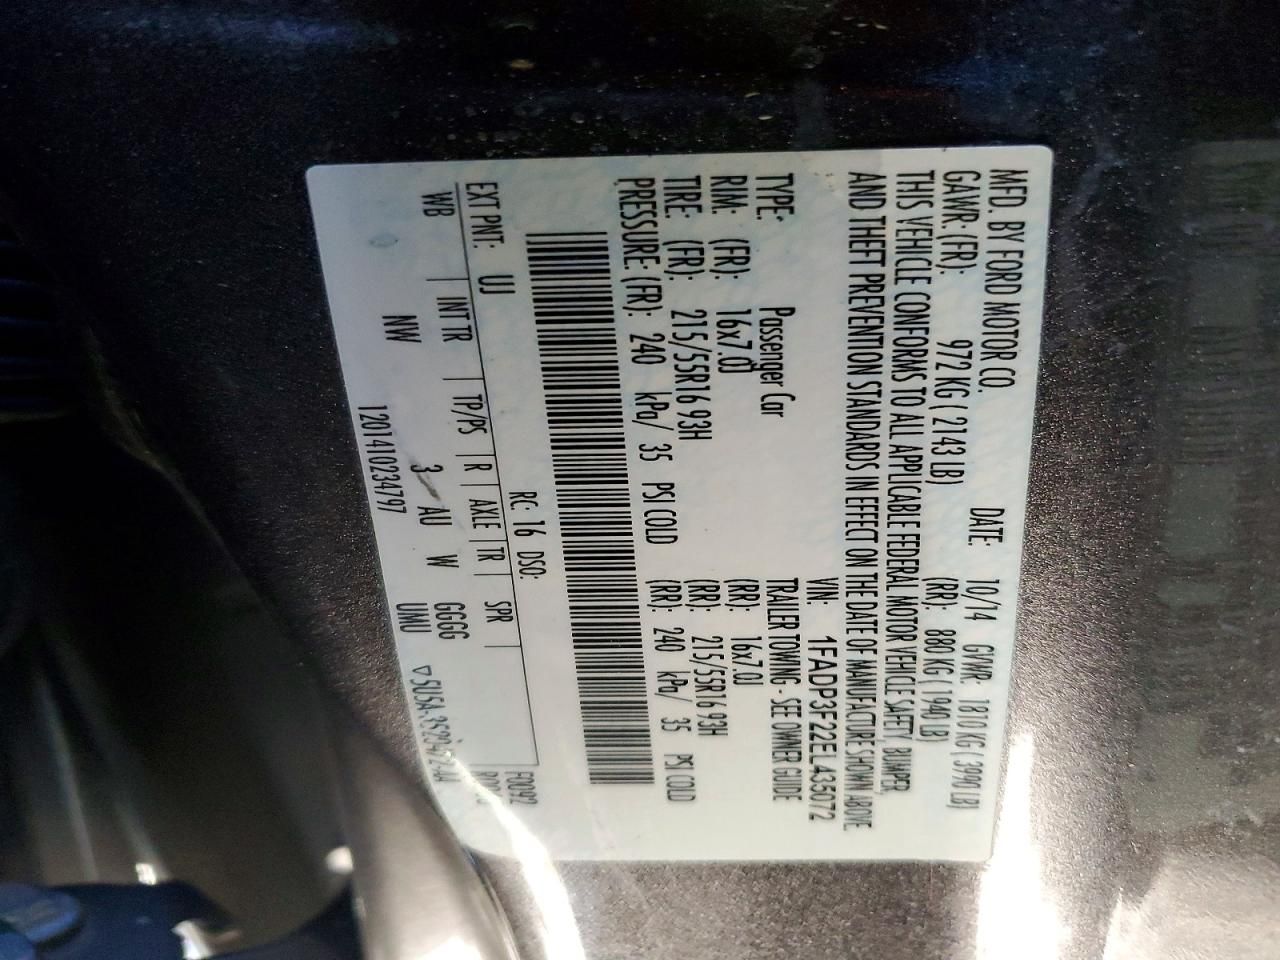 MFD. BY FORD MOTOR CO. DATE: 10/14 GVWR 1810 KG ( 3990 LB)
GAWR: (FR): 972 KG ( 2143 LB) (RR): 880 KG ( 1940 LB)
THIS VEHICLE CONFORMS TO ALL APPLICABLE FEDERAL MOTOR VEHICLE SAFETY, BUMPER,
AND THEFT PREVENTION STANDARDS IN EFFECT ON THE DATE OF MANUFACTURE SHOWN ABOVE
VIN: 1FADP3F22EL435072
TYPE: Passenger Car TRAILER TOWING - SEE OWNER GUIDE
RIM: (FR): 16x7.0J (RR): 16x7.0J
TIRE: (FR): 215/55R16 93H (RR): 215/55R16 93H
PRESSURE: (FR): 240 kPa/ 35 PSI COLD (RR): 240 kPa/ 35 PSI COLD
F0092
EXT PNT: UJ RC: 16 DSO:
WB INT TR TP/PS R AXLE TR SPR
NW 3 AU W GGGG
1201410234797 UMU